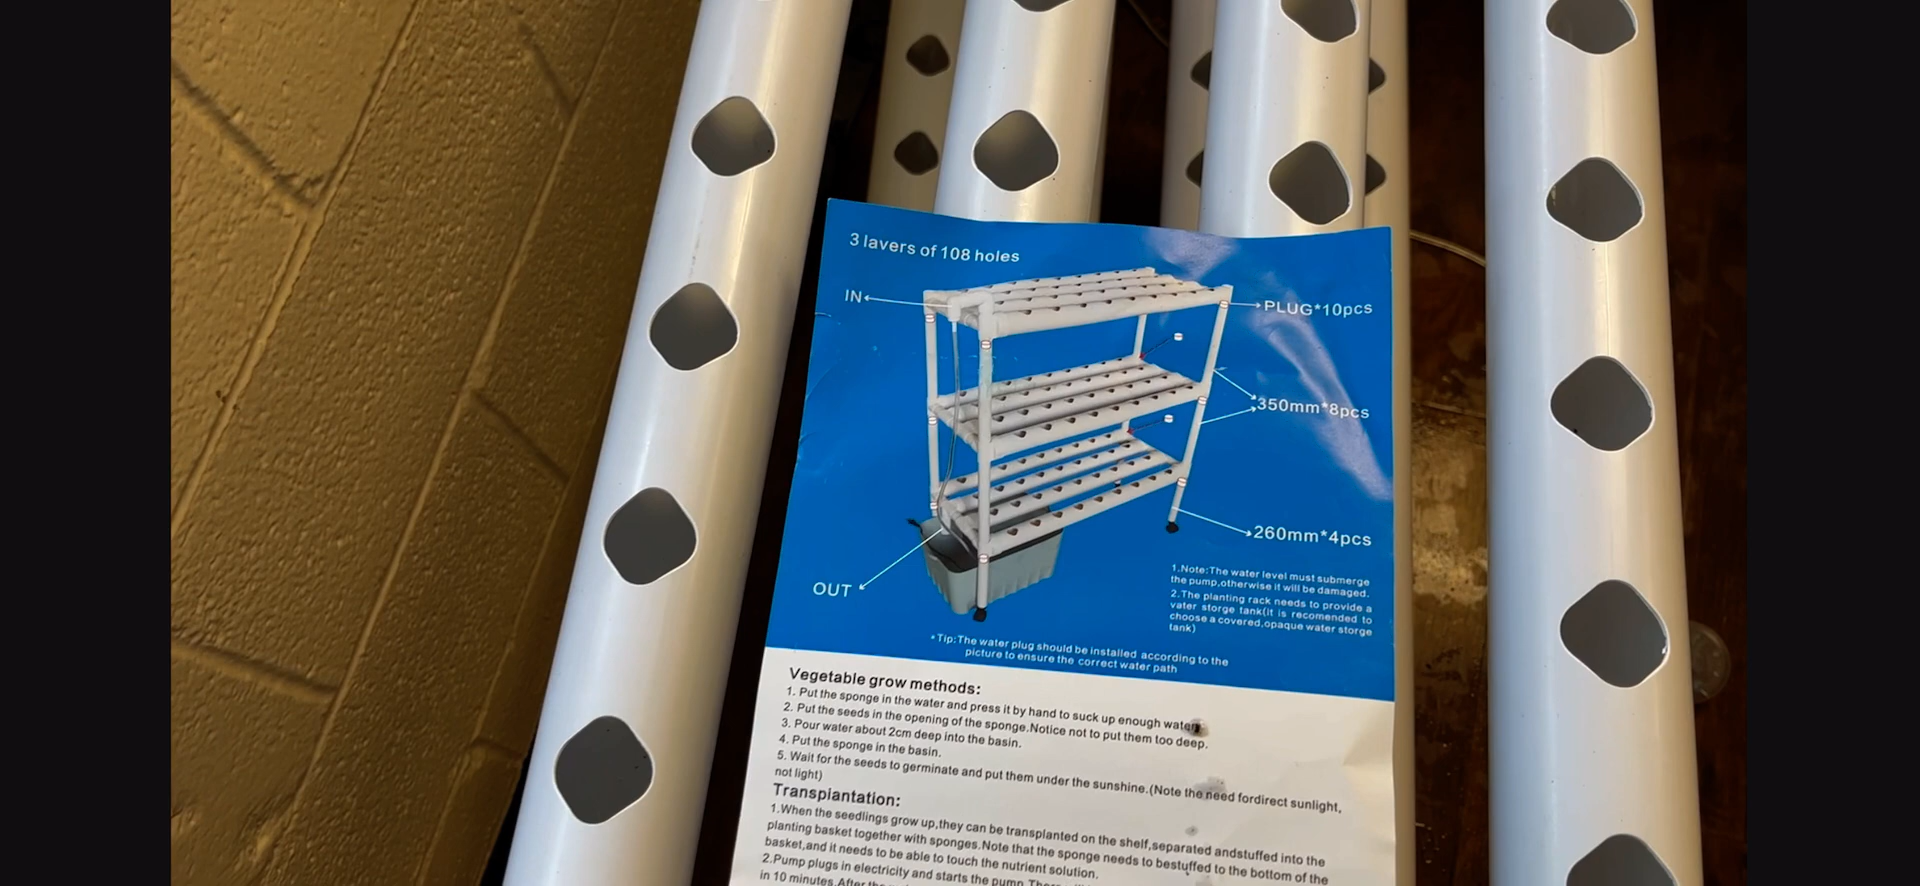 3 layers of 108 holes
IN
PLUG*10pcs
350mm*8pcs
260mm*4pcs
OUT
1.Note:The water level must submerge
the pump,otherwise it will be damaged.
2.The planting rack needs to provide a
vater storge tank(it is recomended to
choose a covered,opaque water storge
tank)
*Tip:The water plug should be installed according to the
picture to ensure the correct water path
Vegetable grow methods:
1. Put the sponge in the water and press it by hand to suck up enough water
2. Put the seeds in the opening of the sponge.Notice not to put them too deep.
3. Pour water about 2cm deep into the basin.
4. Put the sponge in the basin.
5. Wait for the seeds to germinate and put them under the sunshine.(Note the need fordirect sunlight,
not light)
Transplantation:
1.When the seedlings grow up,they can be transplanted on the shelf,separated andstuffed into the
planting basket together with sponges.Note that the sponge needs to bestuffed to the bottom of the
basket,and it needs to be able to touch the nutrient solution.
2.Pump plugs in electricity and starts the pump.
in 10 minutes.After